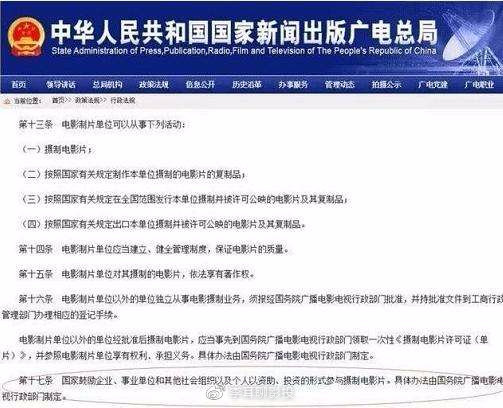 中华人民共和国国家新闻出版广电总局
State Administration of Press,Publication,Radio,Film and Television of The People's Republic of China
首页 领导讲话 总局机构 政策法规 信息公开 历史沿革 办事服务 管理动态 拍摄公示 广电党建 广电职业
当前位置: 首页>> 政策法规 >> 行政法规
第十三条 电影制片单位可以从事下列活动:
(一)摄制电影片;
(二)按照国家有关规定制作本单位摄制的电影片的复制品;
(三)按照国家有关规定在全国范围发行本单位摄制并被许可公映的电影片及其复制品;
(四)按照国家有关规定出口本单位摄制并被许可公映的电影片及其复制品。
第十四条 电影制片单位应当建立、健全管理制度,保证电影片的质量。
第十五条 电影制片单位对其摄制的电影片,依法享有著作权。
第十六条 电影制片单位以外的单位独立从事电影摄制业务,须报经国务院广播电影电视行政部门批准,并持批准文件到工商行政
管理部门办理相应的登记手续。
电影制片单位以外的单位经批准后摄制电影片,应当事先到国务院广播电影电视行政部门领取一次性《摄制电影片许可证(单
片)》,并参照电影制片单位享有权利、承担义务。具体办法由国务院广播电影电视行政部门制定。
第十七条 国家鼓励企业、事业单位和其他社会组织以及个人以资助、投资的形式参与摄制电影片。具体办法由国务院广播电影电
视行政部门制定。